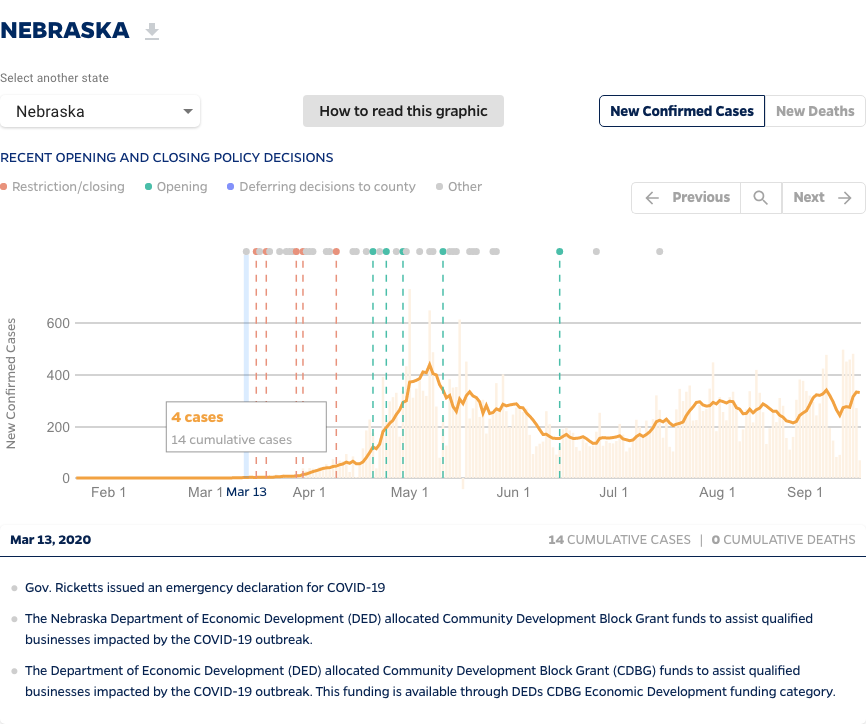 NEBRASKA
Select another state
Nebraska
How to read this graphic
New Confirmed Cases
New Deaths
RECENT OPENING AND CLOSING POLICY DECISIONS
Restriction/closing
Opening
Deferring decisions to county
Other
Previous
Next
New Confirmed Cases
600
400
200
0
4 cases
14 cumulative cases
Feb 1
Mar 1
Mar 13
Apr 1
May 1
Jun 1
Jul 1
Aug 1
Sep 1
Mar 13, 2020
14 CUMULATIVE CASES | 0 CUMULATIVE DEATHS
Gov. Ricketts issued an emergency declaration for COVID-19
The Nebraska Department of Economic Development (DED) allocated Community Development Block Grant funds to assist qualified
businesses impacted by the COVID-19 outbreak.
The Department of Economic Development (DED) allocated Community Development Block Grant (CDBG) funds to assist qualified
businesses impacted by the COVID-19 outbreak. This funding is available through DEDs CDBG Economic Development funding category.